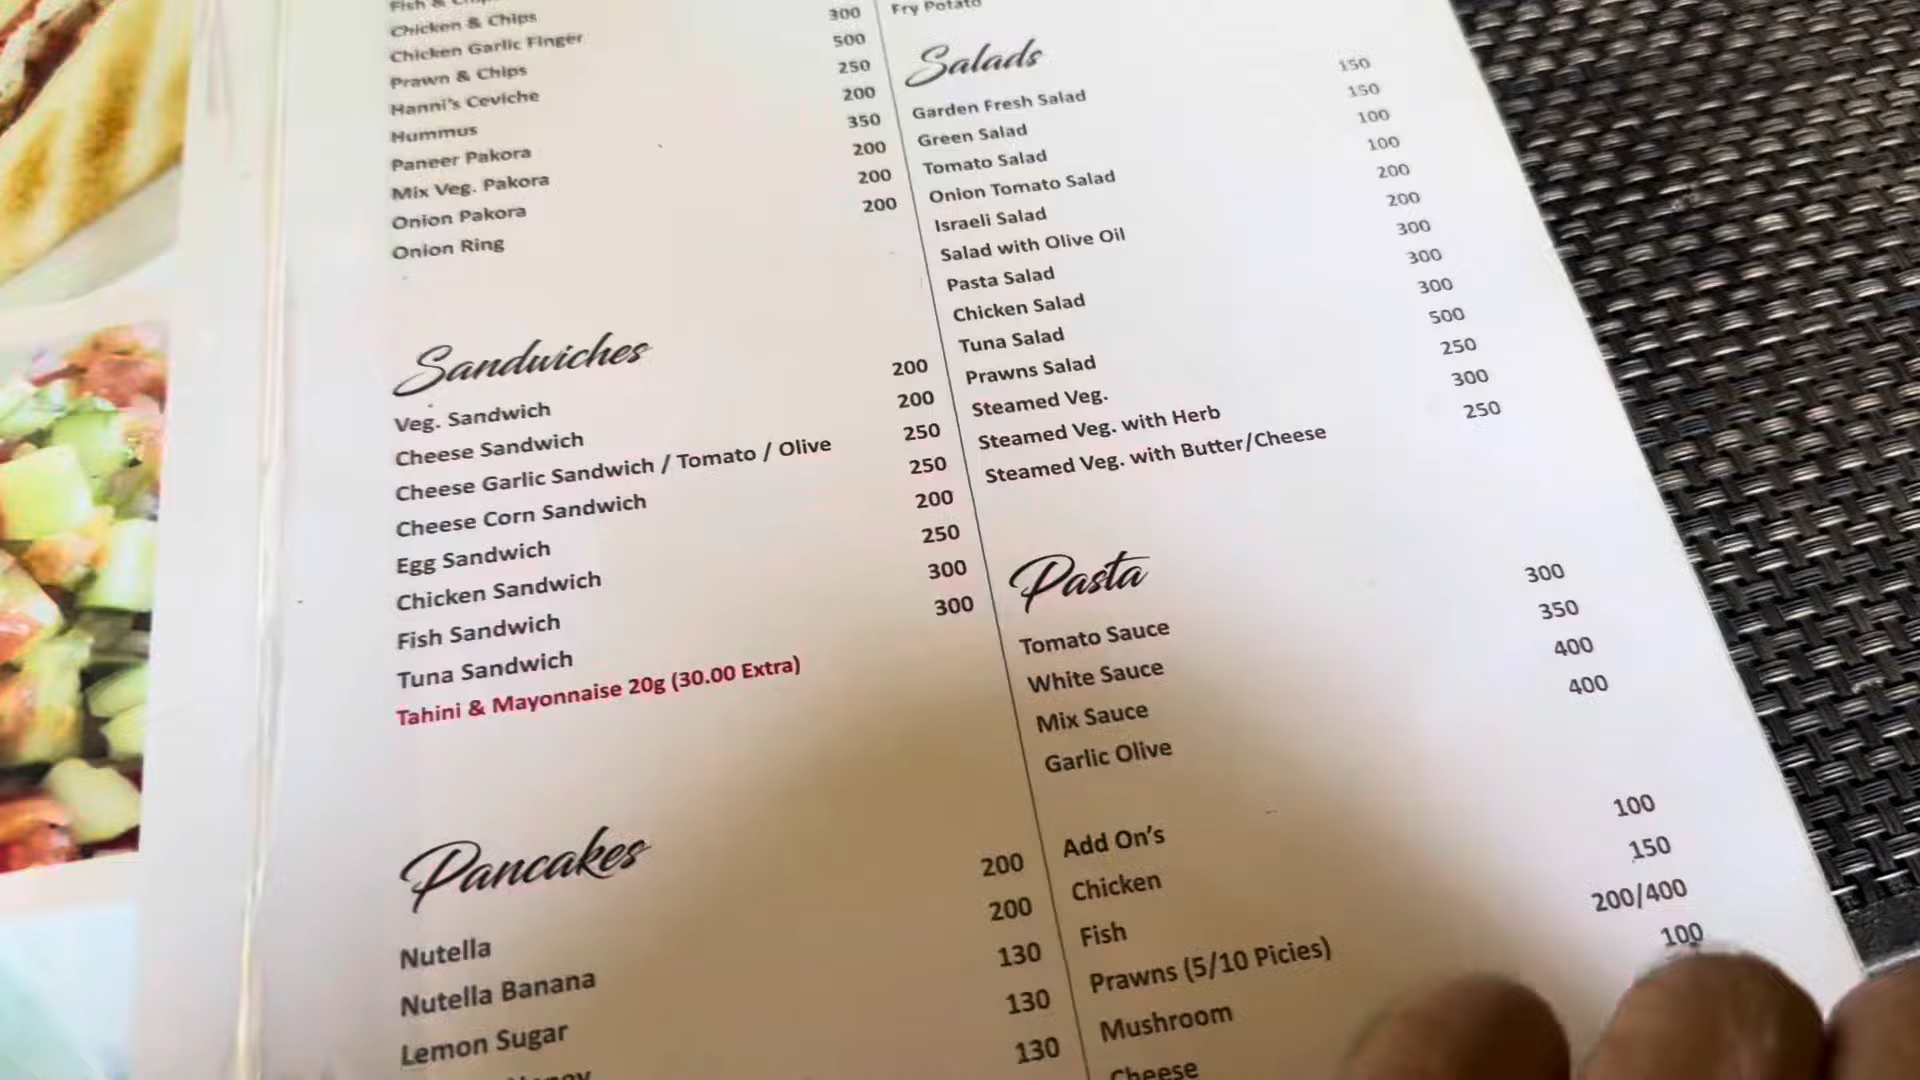 Fish & Chips
Chicken & Chips 300
Chicken Garlic Finger 500
Prawn & Chips 250
Hanni's Ceviche 200
Hummus 350
Paneer Pakora 200
Mix Veg. Pakora 200
Onion Pakora 200
Onion Ring
Sandwiches
Veg. Sandwich 200
Cheese Sandwich 200
Cheese Garlic Sandwich / Tomato / Olive 250
Cheese Corn Sandwich 250
Egg Sandwich 200
Chicken Sandwich 250
Fish Sandwich 300
Tuna Sandwich 300
Tahini & Mayonnaise 20g (30.00 Extra)
Pancakes
Nutella 200
Nutella Banana 200
Lemon Sugar 130
130
130
Fry Potato
Salads
Garden Fresh Salad 150
Green Salad 150
Tomato Salad 100
Onion Tomato Salad 100
Israeli Salad 200
Salad with Olive Oil 200
Pasta Salad 300
Chicken Salad 300
Tuna Salad 300
Prawns Salad 500
Steamed Veg. 250
Steamed Veg. with Herb 300
Steamed Veg. with Butter/Cheese 250
Pasta
Tomato Sauce 300
White Sauce 350
Mix Sauce 400
Garlic Olive 400
Add On's
Chicken 100
Fish 150
Prawns (5/10 Picies) 200/400
Mushroom 100
Cheese